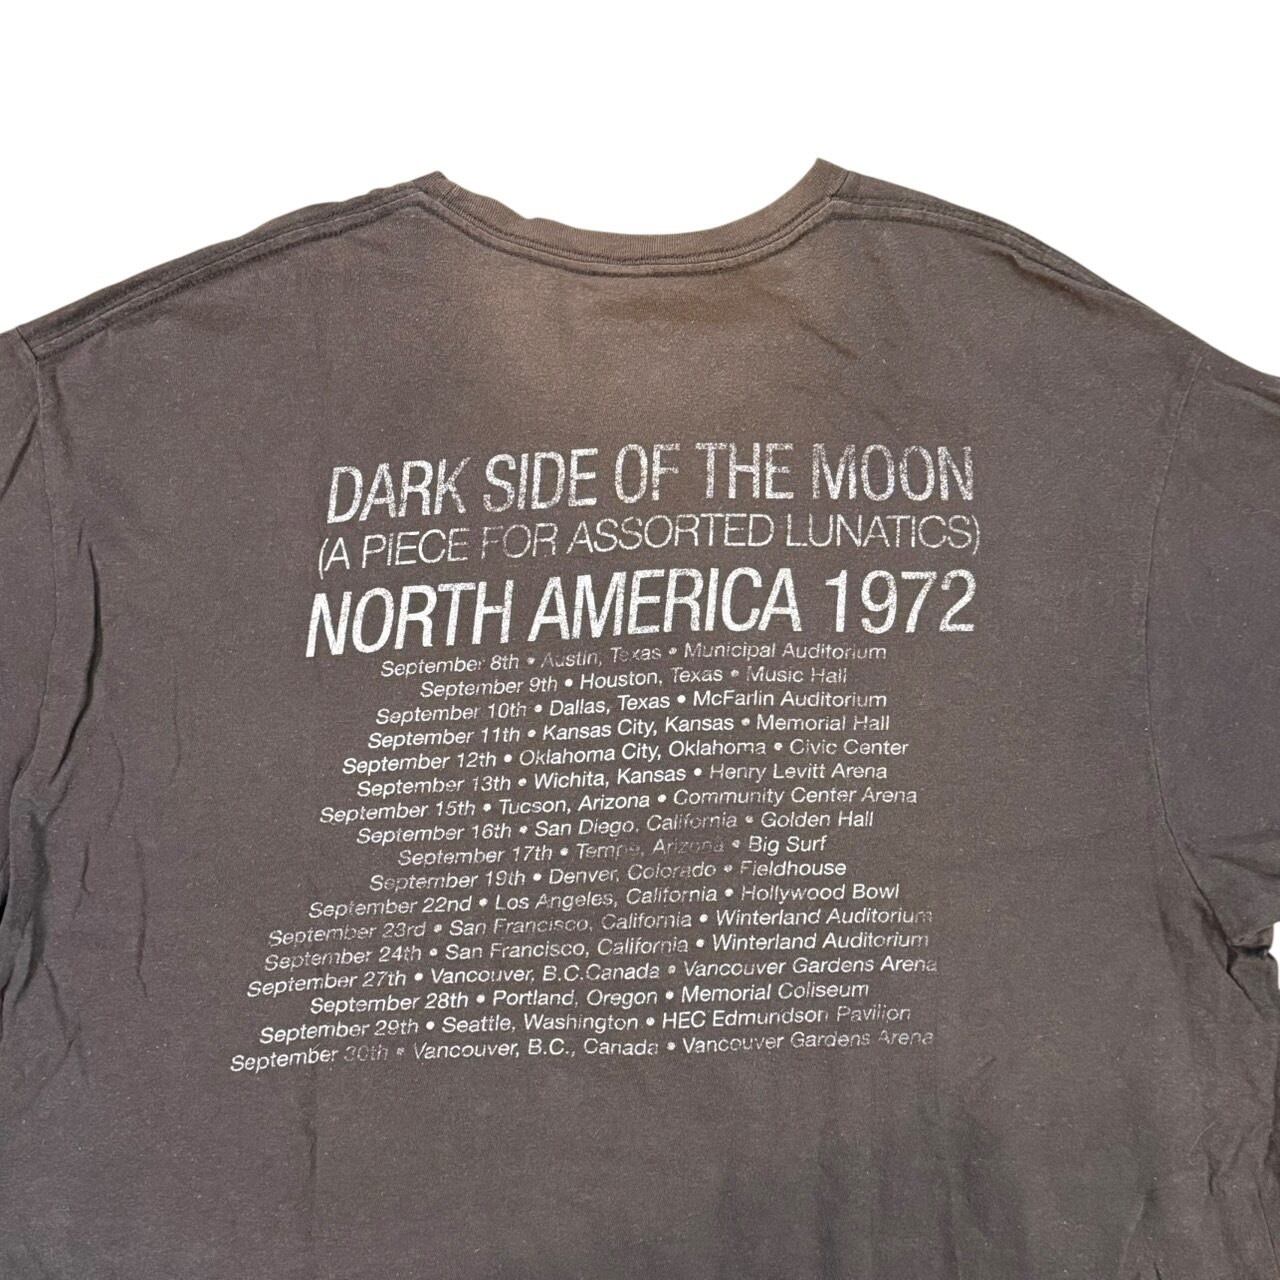 DARK SIDE OF THE MOON
(A PIECE FOR ASSORTED LUNATICS)
NORTH AMERICA 1972
September 8th • Austin, Texas • Municipal Auditorium
September 9th • Houston, Texas • Music Hall
September 10th • Dallas, Texas • McFarlin Auditorium
September 11th • Kansas City, Kansas • Memorial Hall
September 12th • Oklahoma City, Oklahoma • Civic Center
September 13th • Wichita, Kansas • Henry Levitt Arena
September 15th • Tucson, Arizona • Community Center Arena
September 16th • San Diego, California • Golden Hall
September 17th • Tempe, Arizona • Big Surf
September 19th • Denver, Colorado • Fieldhouse
September 22nd • Los Angeles, California • Hollywood Bowl
September 23rd • San Francisco, California • Winterland Auditorium
September 24th • San Francisco, California • Winterland Auditorium
September 27th • Vancouver, B.C.Canada • Vancouver Gardens Arena
September 28th • Portland, Oregon • Memorial Coliseum
September 29th • Seattle, Washington • HEC Edmundson Pavilion
September 30th • Vancouver, B.C., Canada • Vancouver Gardens Arena